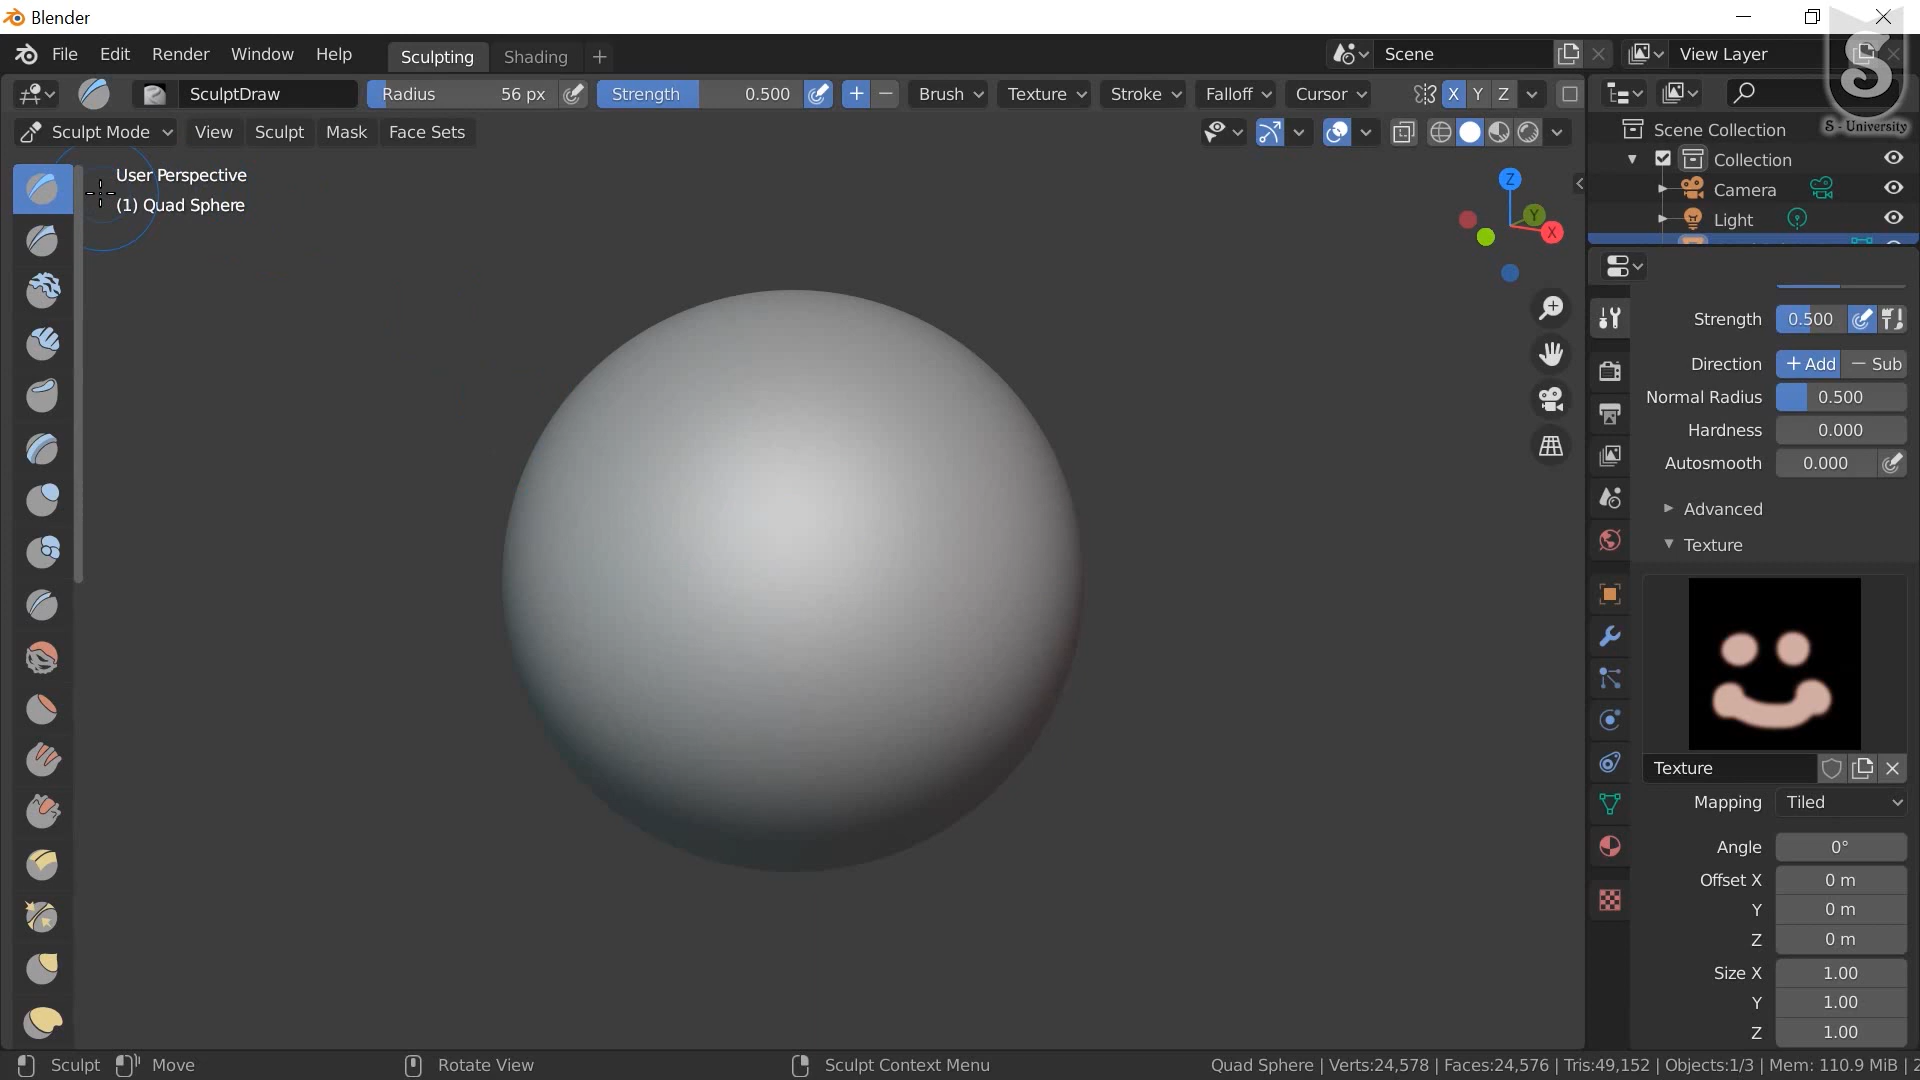 Blender
File Edit Render Window Help Sculpting Shading Scene View Layer
SculptDraw Radius 56 px Strength 0.500 Brush Texture Stroke Falloff Cursor X Y Z
S - University
Sculpt Mode View Sculpt Mask Face Sets
Scene Collection
Collection
Camera
Light
User Perspective
(1) Quad Sphere
Z
Y
X
Strength 0.500
Direction + Add − Sub
Normal Radius 0.500
Hardness 0.000
Autosmooth 0.000
Advanced
Texture
Texture
Mapping Tiled
Angle 0°
Offset X 0 m
Y 0 m
Z 0 m
Size X 1.00
Y 1.00
Z 1.00
Sculpt Move Rotate View Sculpt Context Menu Quad Sphere | Verts:24,578 | Faces:24,576 | Tris:49,152 | Objects:1/3 | Mem: 110.9 MiB | 2